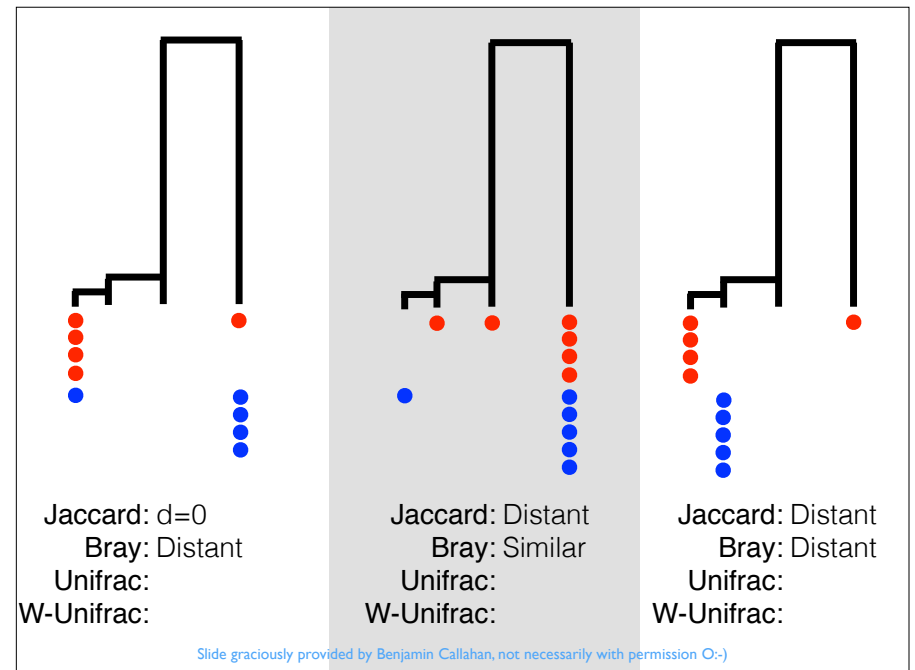 Jaccard: d=0
Bray: Distant
Unifrac:
W-Unifrac:
Jaccard: Distant
Bray: Similar
Unifrac:
W-Unifrac:
Jaccard: Distant
Bray: Distant
Unifrac:
W-Unifrac:
Slide graciously provided by Benjamin Callahan, not necessarily with permission O:-)